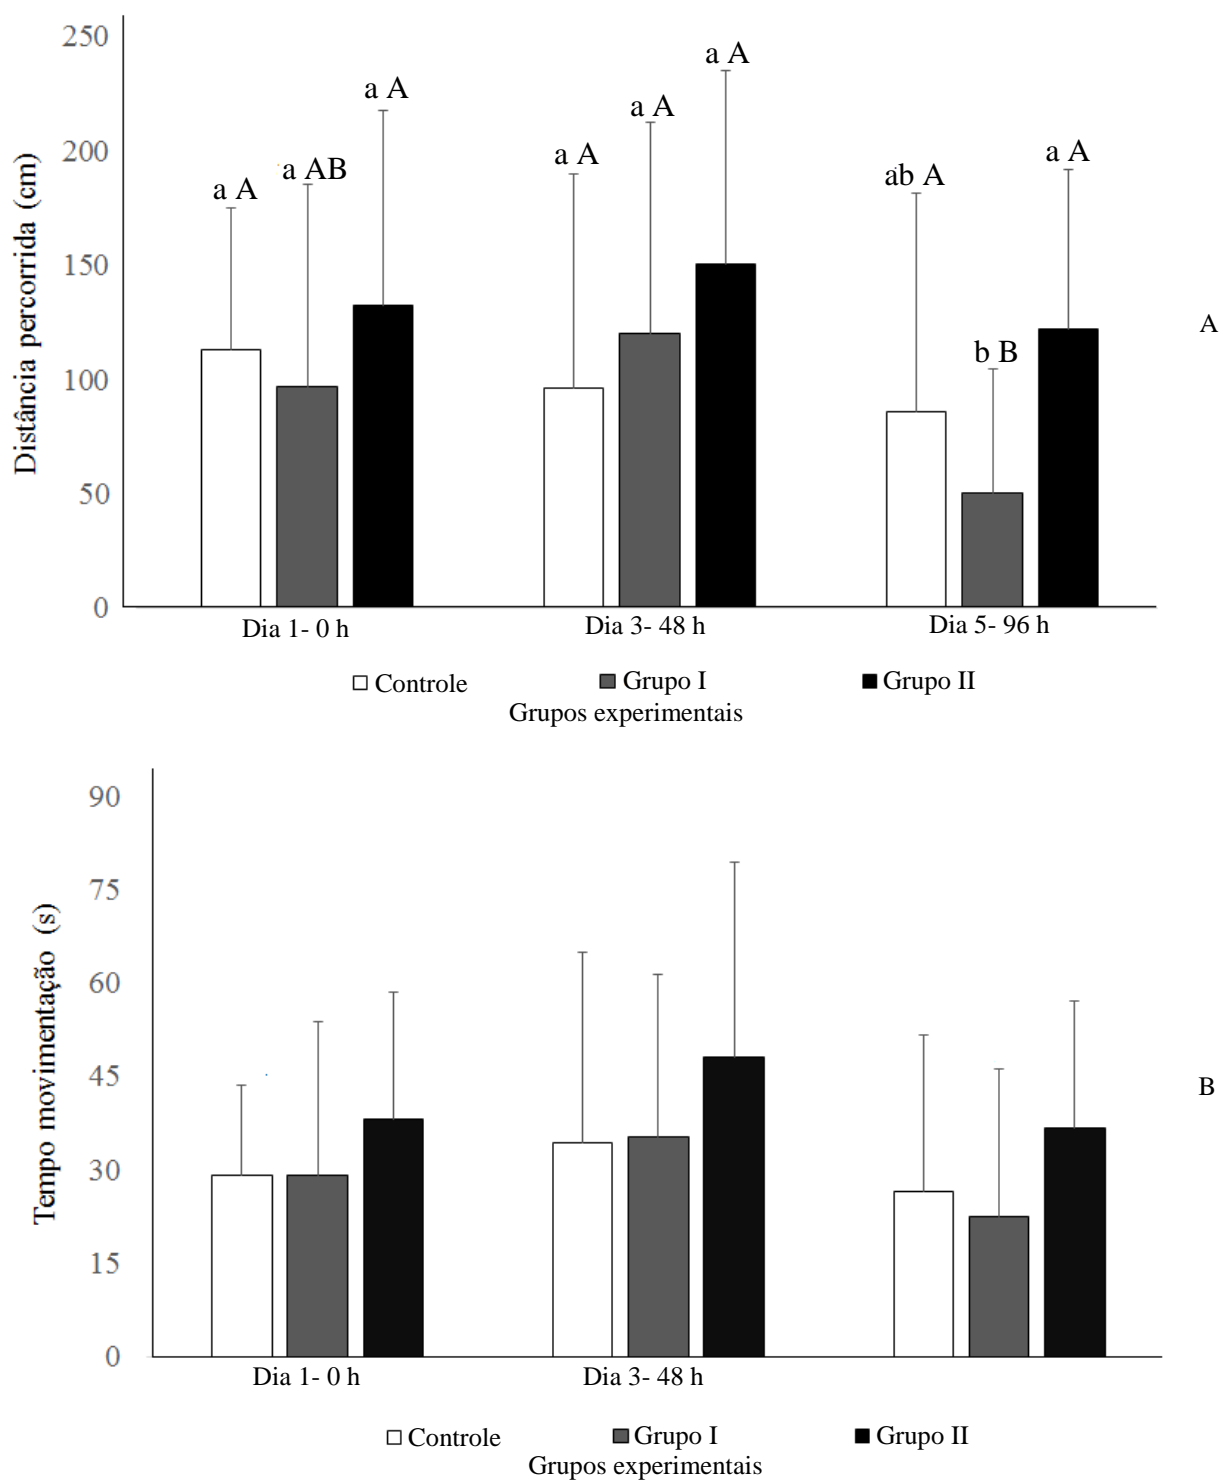 250
200
150
100
50
0
Distância percorrida (cm)
a A
a AB
a A
a A
a A
a A
ab A
b B
a A
A
Dia 1- 0 h
Dia 3- 48 h
Dia 5- 96 h
Controle
Grupo I
Grupo II
Grupos experimentais
90
75
60
45
30
15
0
Tempo movimentação (s)
B
Dia 1- 0 h
Dia 3- 48 h
Controle
Grupo I
Grupo II
Grupos experimentais